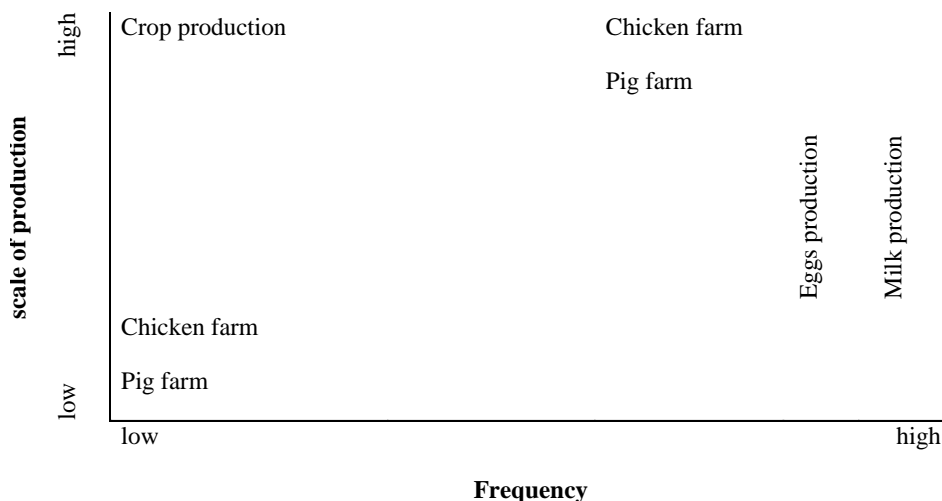 high
Crop production
Chicken farm
Pig farm
scale of production
Eggs production
Milk production
Chicken farm
Pig farm
low
low
high
Frequency